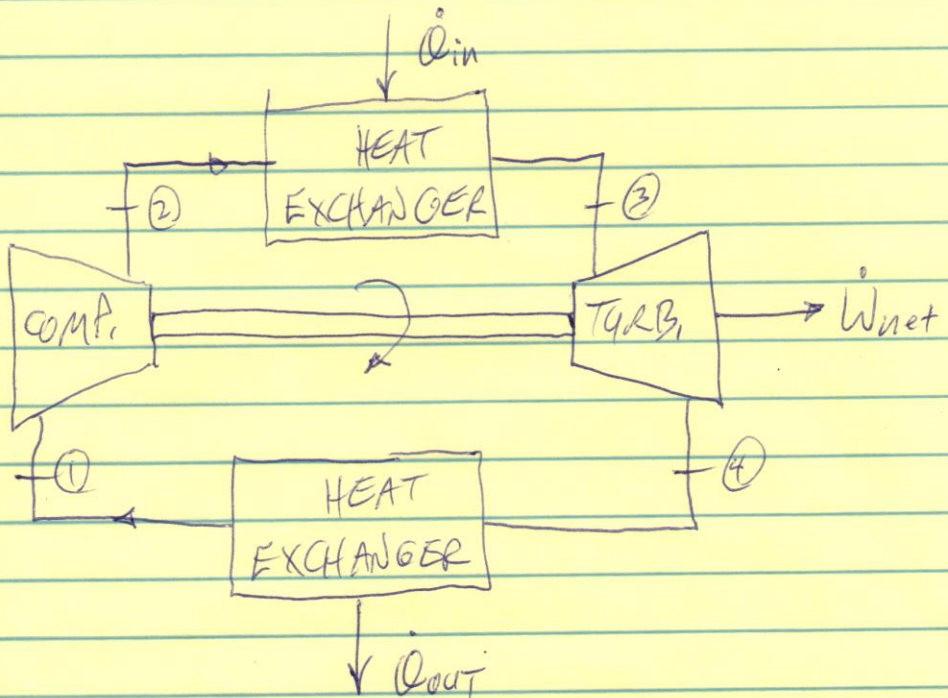 Q̇in
HEAT
EXCHANGER
②
③
COMP.
TURB.
Ẇnet
①
④
HEAT
EXCHANGER
Q̇OUT